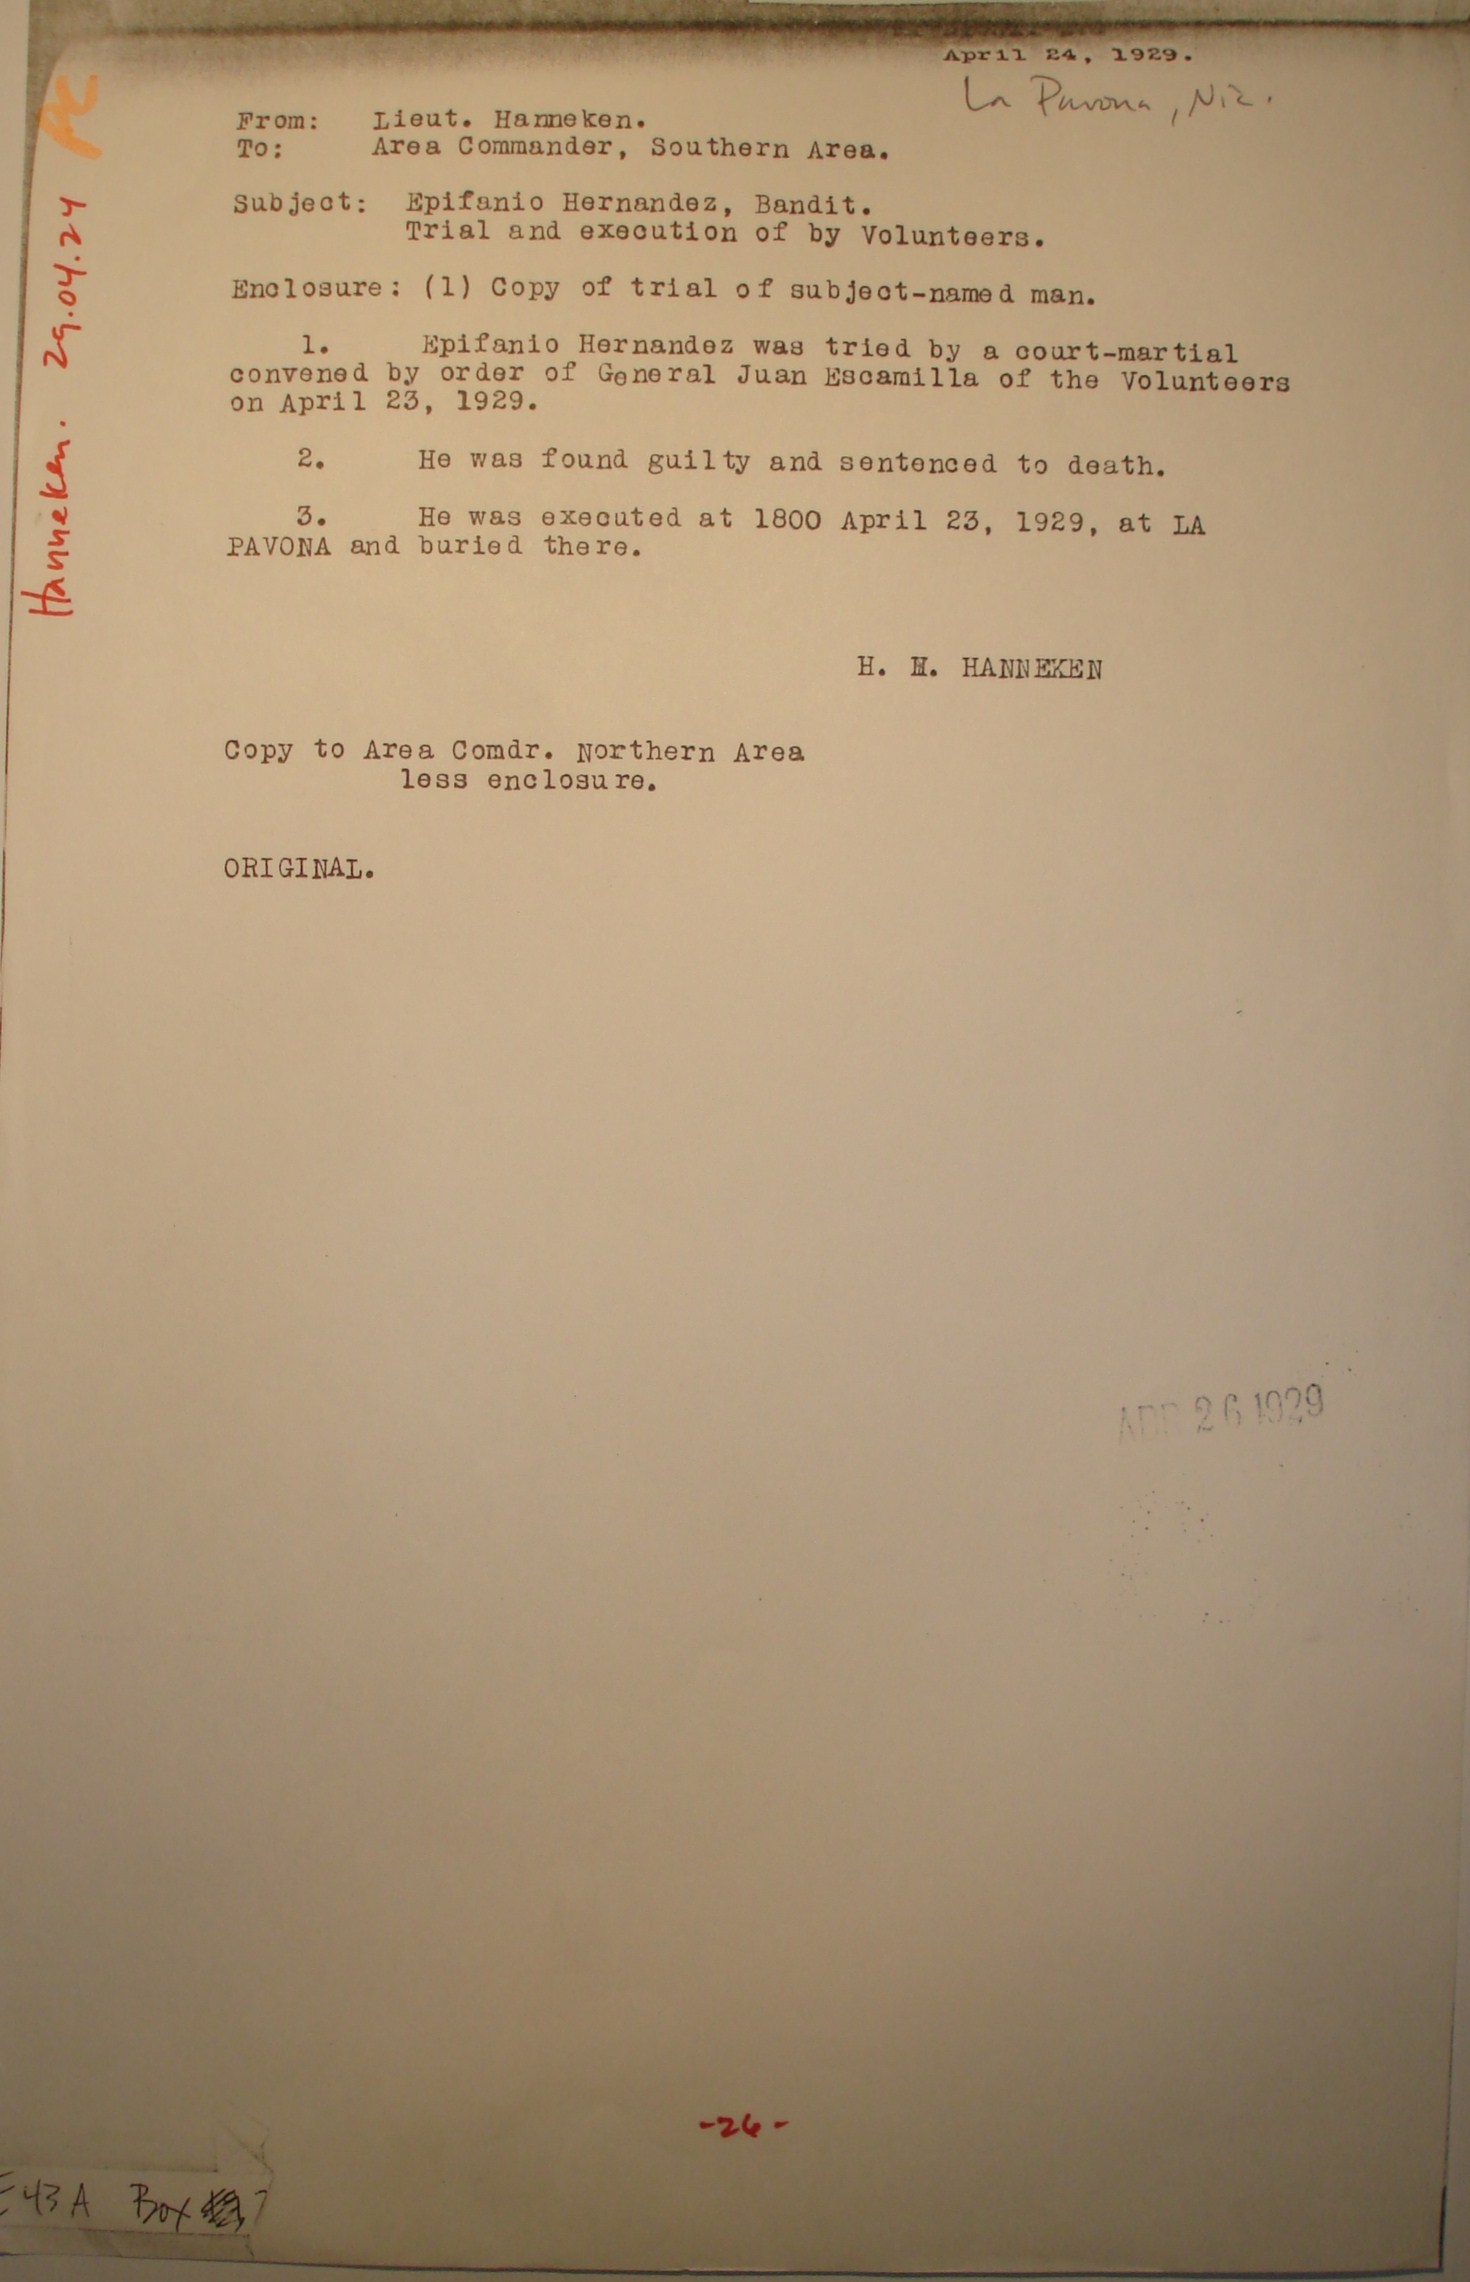 April 24, 1929.
La Pavona, Nic.
From: Lieut. Hanneken.
To: Area Commander, Southern Area.
Subject: Epifanio Hernandez, Bandit.
Trial and execution of by Volunteers.
Enclosure: (1) Copy of trial of subject-named man.
1. Epifanio Hernandez was tried by a court-martial
convened by order of General Juan Escamilla of the Volunteers
on April 23, 1929.
2. He was found guilty and sentenced to death.
3. He was executed at 1800 April 23, 1929, at LA
PAVONA and buried there.
H. H. HANNEKEN
Copy to Area Comdr. Northern Area
less enclosure.
ORIGINAL.
Hanneken. 29.04.24 PC
APR 26 1929
-26-
E43A Box 7